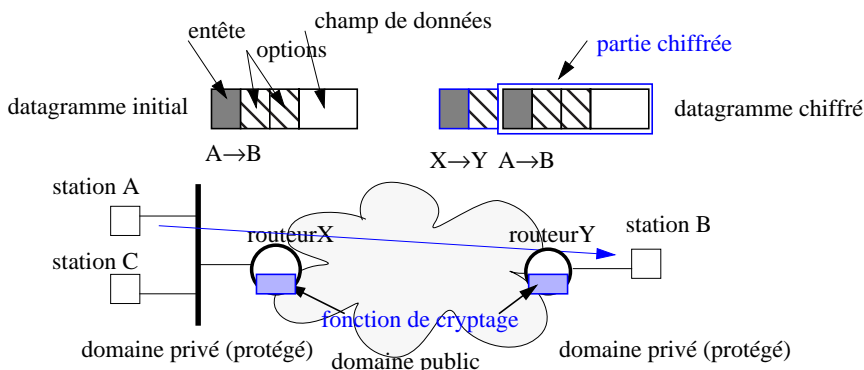 champ de données
entête
options
partie chiffrée
datagramme initial
datagramme chiffré
A→B
X→Y
A→B
station A
routeurX
routeurY
station B
station C
fonction de cryptage
domaine privé (protégé)
domaine public
domaine privé (protégé)